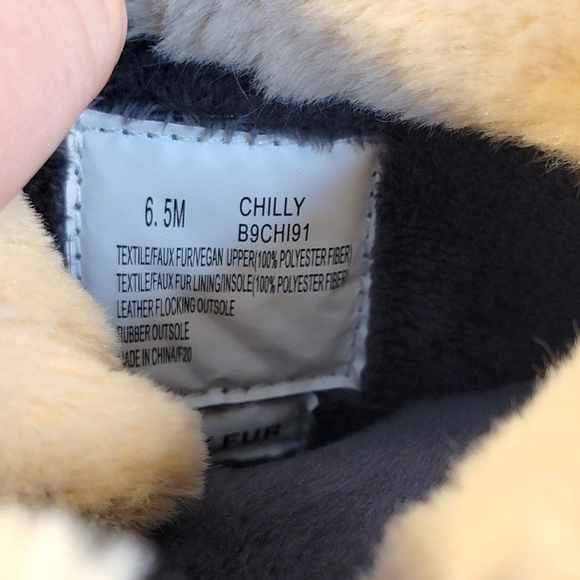 6.5M CHILLY
B9CHI91
TEXTILE/FAUX FUR/VEGAN UPPER(100% POLYESTER FIBER)
TEXTILE/FAUX FUR LINING/INSOLE(100% POLYESTER FIBER)
LEATHER FLOCKING OUTSOLE
RUBBER OUTSOLE
MADE IN CHINA/F20
FUR